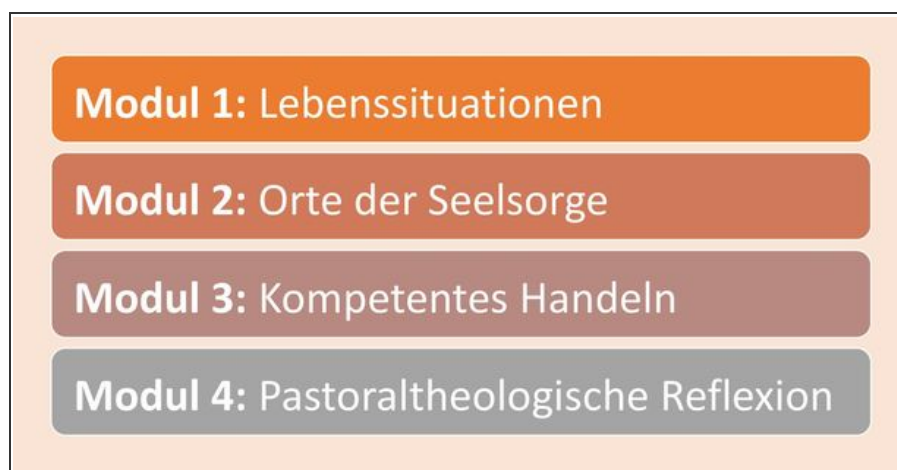 Modul 1: Lebenssituationen
Modul 2: Orte der Seelsorge
Modul 3: Kompetentes Handeln
Modul 4: Pastoraltheologische Reflexion